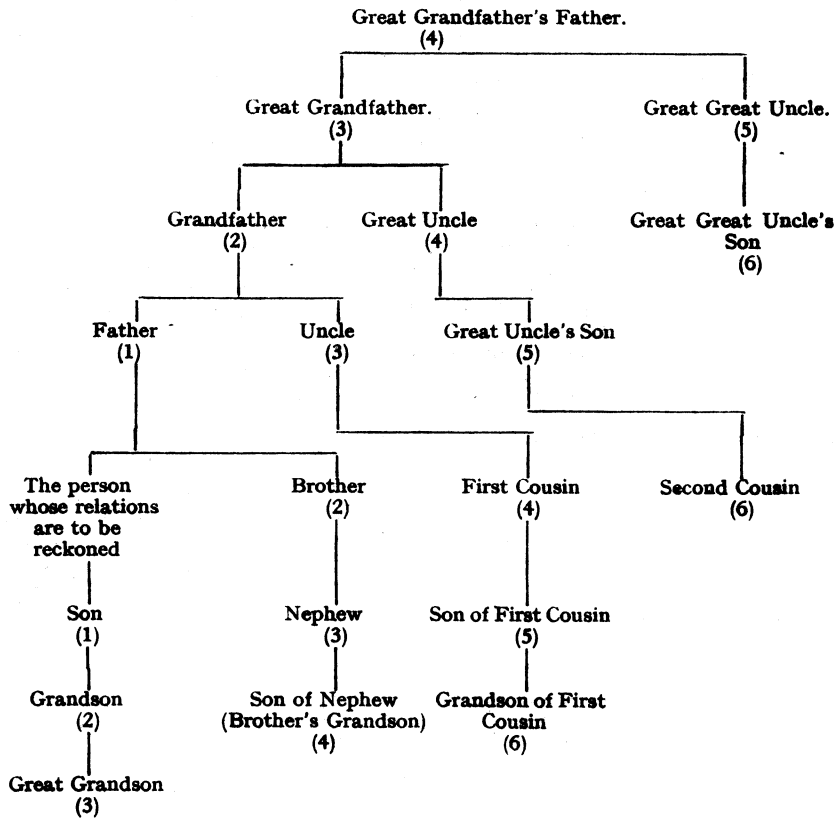 Great Grandfather's Father.
(4)
Great Grandfather.
(3)
Great Great Uncle.
(5)
Grandfather
(2)
Great Uncle
(4)
Great Great Uncle's
Son
(6)
Father
(1)
Uncle
(3)
Great Uncle's Son
(5)
The person
whose relations
are to be
reckoned
Brother
(2)
First Cousin
(4)
Second Cousin
(6)
Son
(1)
Nephew
(3)
Son of First Cousin
(5)
Grandson
(2)
Son of Nephew
(Brother's Grandson)
(4)
Grandson of First
Cousin
(6)
Great Grandson
(3)